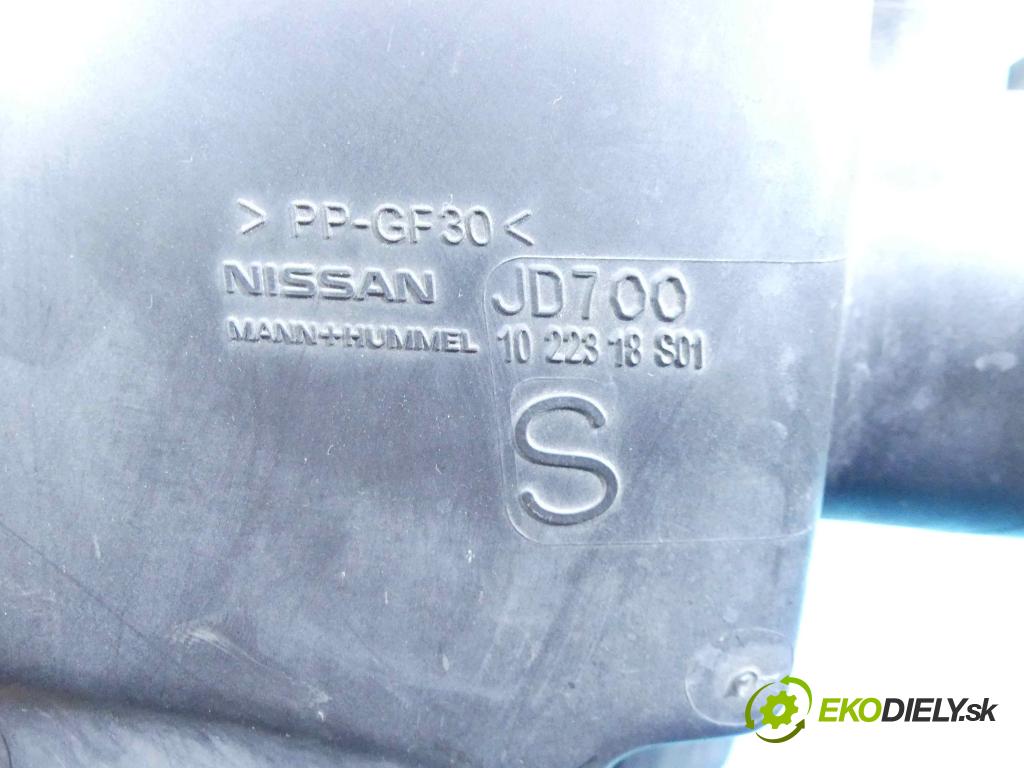 > PP-GF30 <
NISSAN JD700
MANN+HUMMEL 10 223 18 S01
S
EKODIELY.sk